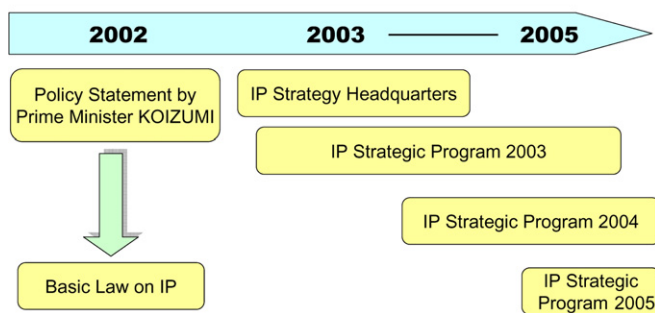 2002
2003
2005
Policy Statement by
Prime Minister KOIZUMI
IP Strategy Headquarters
IP Strategic Program 2003
IP Strategic Program 2004
Basic Law on IP
IP Strategic
Program 2005